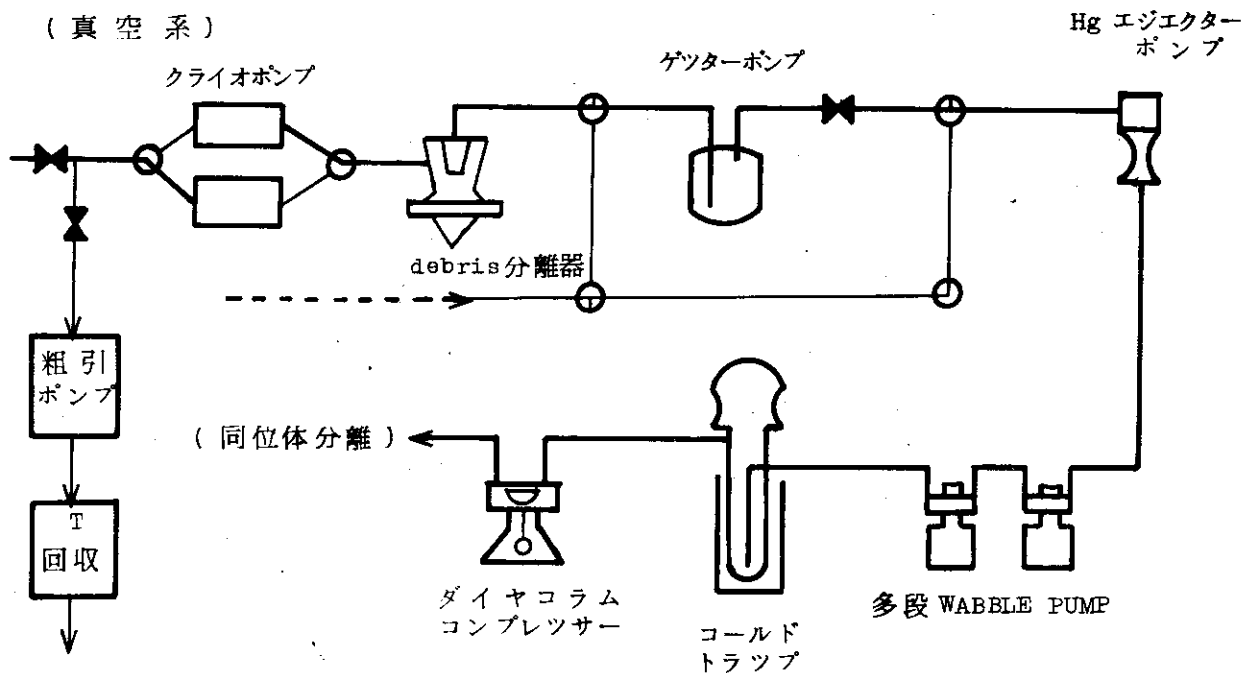 (真空系)
クライオポンプ
ゲツターポンプ
Hg エジエクター
ポンプ
debris分離器
粗引
ポンプ
T
回収
(同位体分離)
ダイヤコラム
コンプレツサー
コールド
トラツプ
多段 WABBLE PUMP